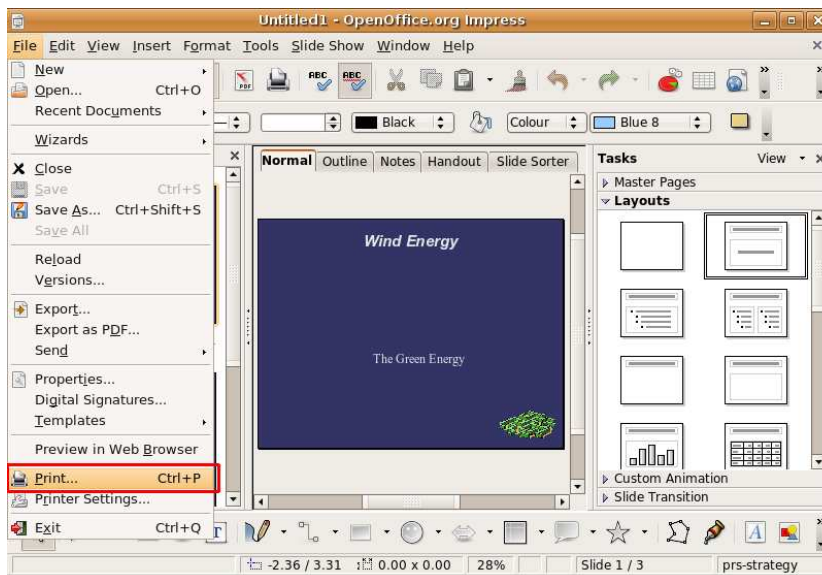 Untitled1 - OpenOffice.org Impress
File Edit View Insert Format Tools Slide Show Window Help
New
Open... Ctrl+O
Recent Documents
Wizards
Close
Save Ctrl+S
Save As... Ctrl+Shift+S
Save All
Reload
Versions...
Export...
Export as PDF...
Send
Properties...
Digital Signatures...
Templates
Preview in Web Browser
Print... Ctrl+P
Printer Settings...
Exit Ctrl+Q
PDF ABC ABC
Black Colour Blue 8
Normal Outline Notes Handout Slide Sorter
Wind Energy
The Green Energy
Tasks View
Master Pages
Layouts
Custom Animation
Slide Transition
T A
-2.36 / 3.31 0.00 x 0.00 28% Slide 1 / 3 prs-strategy